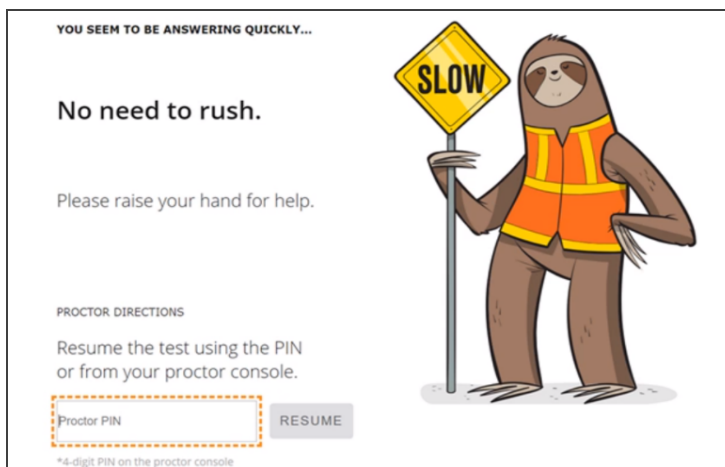 YOU SEEM TO BE ANSWERING QUICKLY...
SLOW
No need to rush.
Please raise your hand for help.
PROCTOR DIRECTIONS
Resume the test using the PIN
or from your proctor console.
Proctor PIN
RESUME
*4-digit PIN on the proctor console